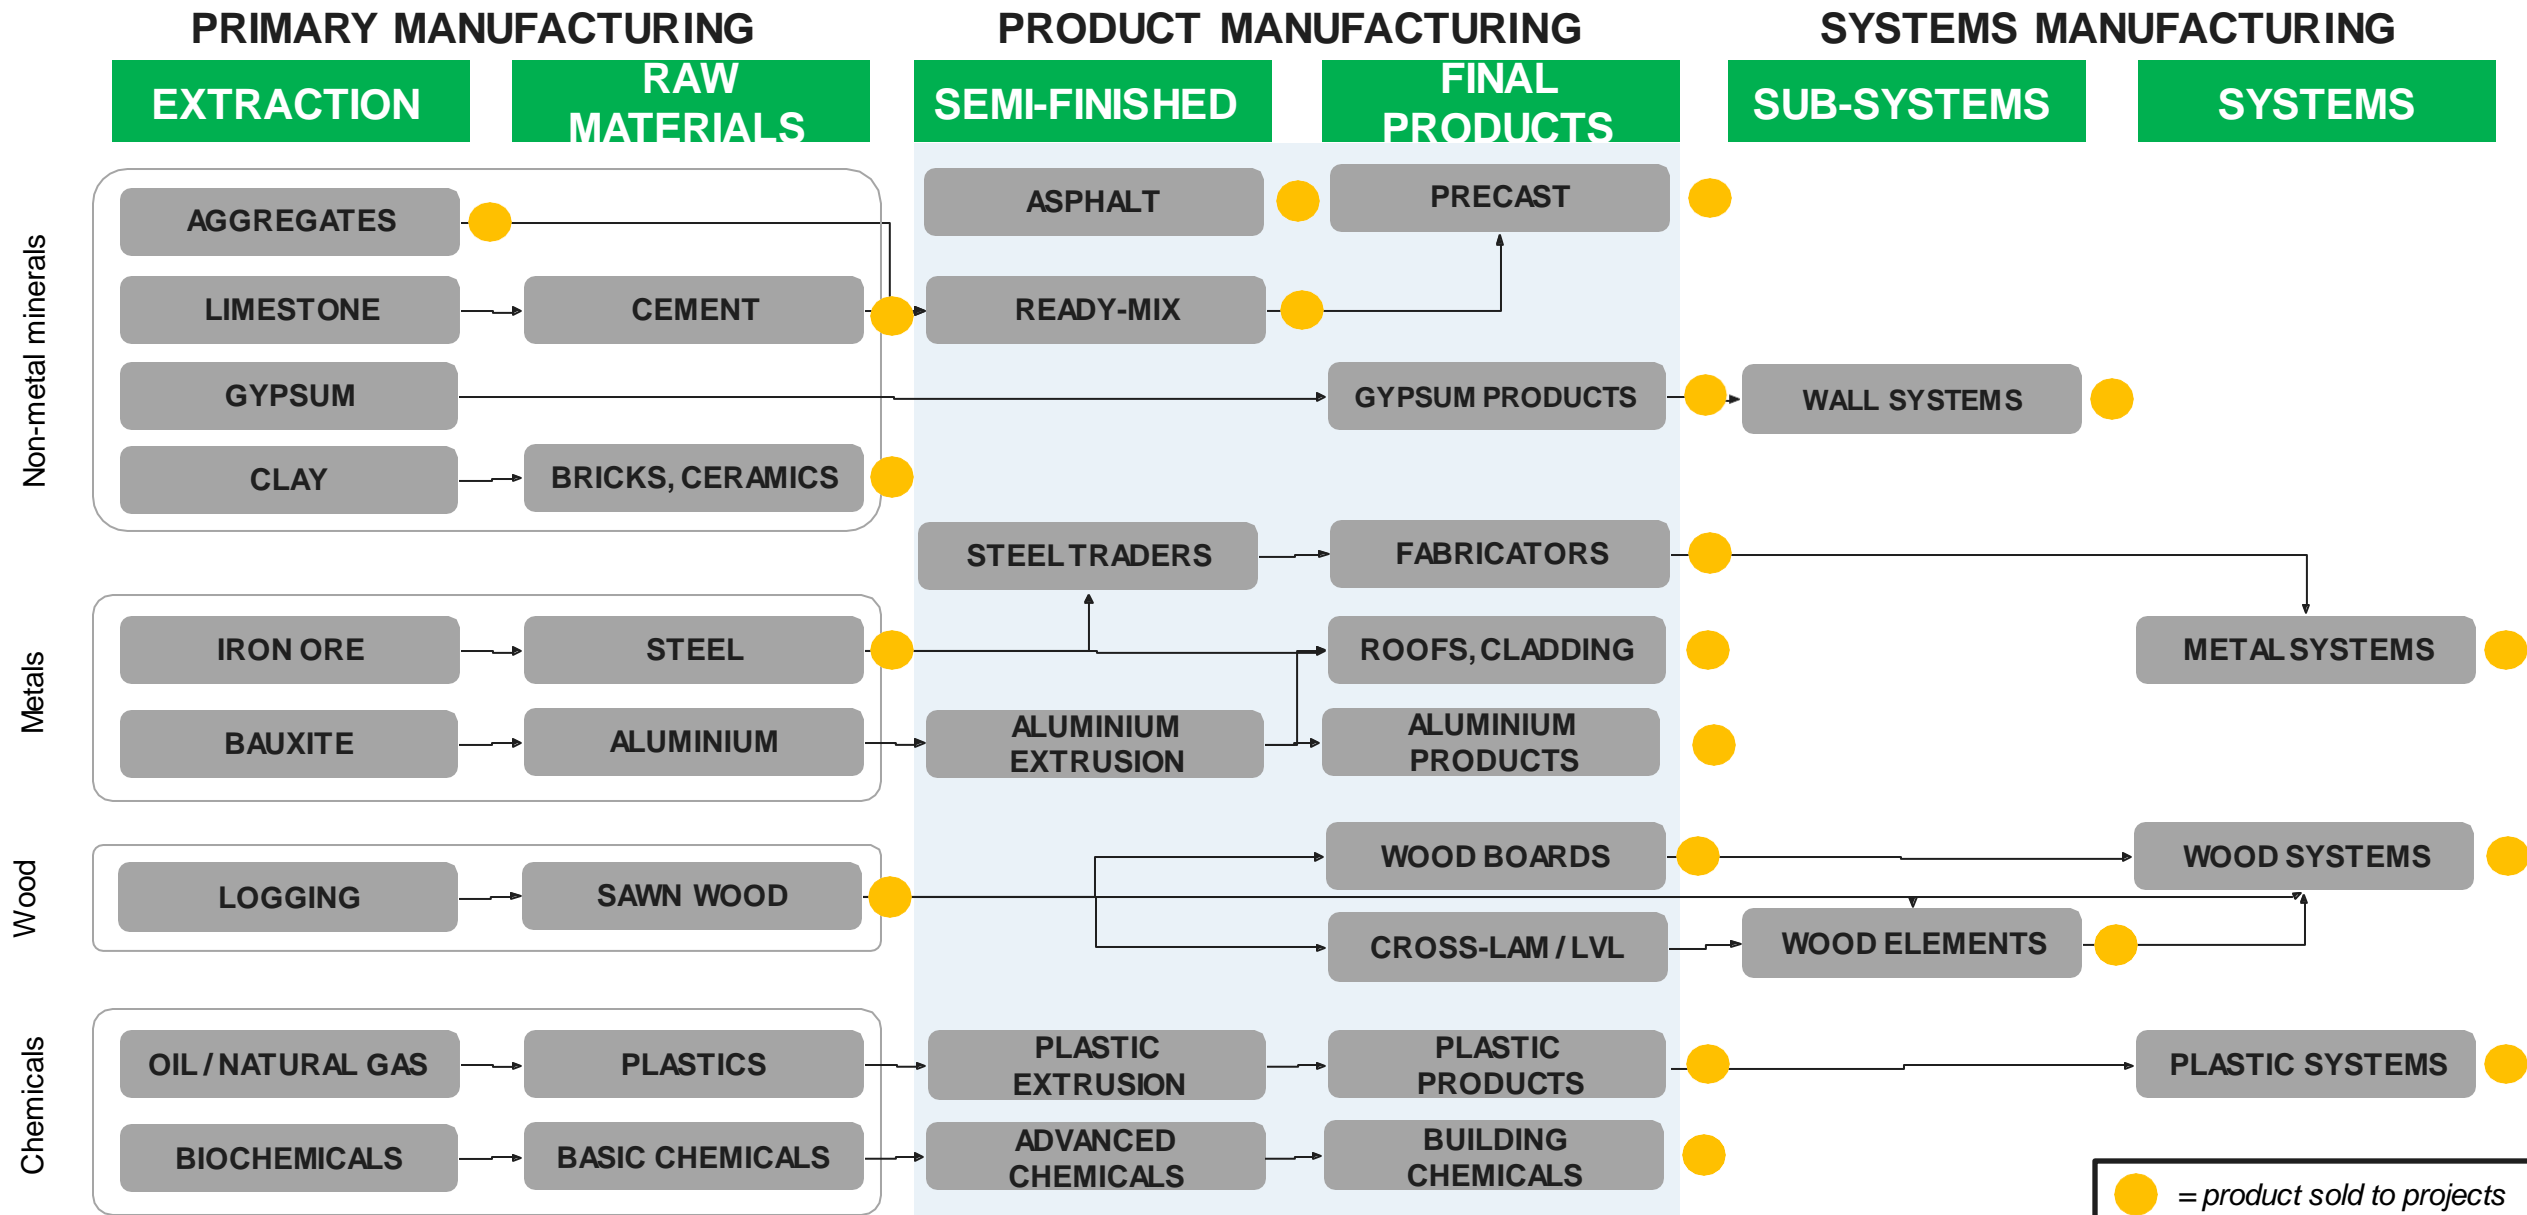 PRIMARY MANUFACTURING
PRODUCT MANUFACTURING
SYSTEMS MANUFACTURING
EXTRACTION
RAW
MATERIALS
SEMI-FINISHED
FINAL
PRODUCTS
SUB-SYSTEMS
SYSTEMS
Non-metal minerals
AGGREGATES
ASPHALT
PRECAST
LIMESTONE
CEMENT
READY-MIX
GYPSUM
GYPSUM PRODUCTS
WALL SYSTEMS
CLAY
BRICKS, CERAMICS
STEEL TRADERS
FABRICATORS
Metals
IRON ORE
STEEL
ROOFS, CLADDING
METAL SYSTEMS
BAUXITE
ALUMINIUM
ALUMINIUM
EXTRUSION
ALUMINIUM
PRODUCTS
Wood
LOGGING
SAWN WOOD
WOOD BOARDS
WOOD SYSTEMS
CROSS-LAM / LVL
WOOD ELEMENTS
Chemicals
OIL / NATURAL GAS
PLASTICS
PLASTIC
EXTRUSION
PLASTIC
PRODUCTS
PLASTIC SYSTEMS
BIOCHEMICALS
BASIC CHEMICALS
ADVANCED
CHEMICALS
BUILDING
CHEMICALS
= product sold to projects